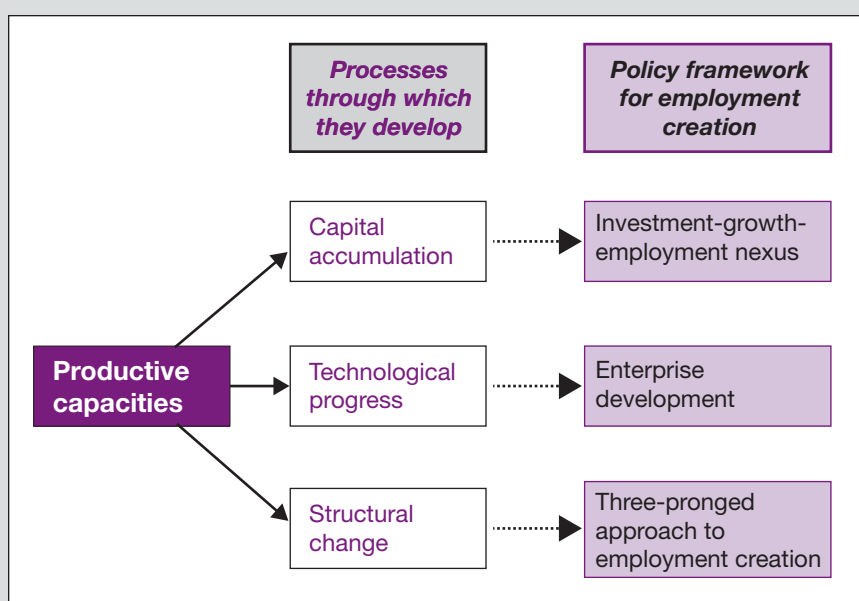 Processes
through which
they develop
Policy framework
for employment
creation
Capital
accumulation
Investment-growth-
employment nexus
Productive
capacities
Technological
progress
Enterprise
development
Structural
change
Three-pronged
approach to
employment creation